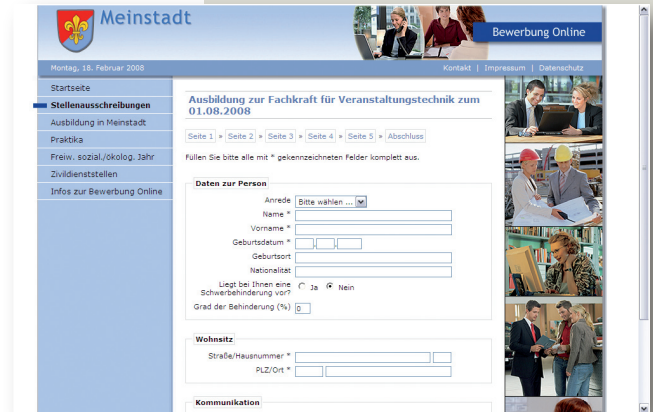 Meinstadt
Bewerbung Online
Montag, 18. Februar 2008
Kontakt | Impressum | Datenschutz
Startseite
Stellenausschreibungen
Ausbildung in Meinstadt
Praktika
Freiw. sozial./ökolog. Jahr
Zivildienststellen
Infos zur Bewerbung Online
Ausbildung zur Fachkraft für Veranstaltungstechnik zum
01.08.2008
Seite 1 » Seite 2 » Seite 3 » Seite 4 » Seite 5 » Abschluss
Füllen Sie bitte alle mit * gekennzeichneten Felder komplett aus.
Daten zur Person
Anrede Bitte wählen ...
Name *
Vorname *
Geburtsdatum *
Geburtsort
Nationalität
Liegt bei Ihnen eine
Schwerbehinderung vor? Ja Nein
Grad der Behinderung (%) 0
Wohnsitz
Straße/Hausnummer *
PLZ/Ort *
Kommunikation